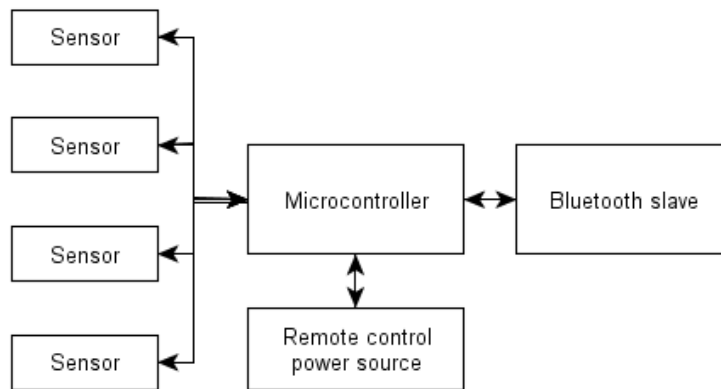 Sensor
Sensor
Microcontroller
Bluetooth slave
Sensor
Remote control
power source
Sensor